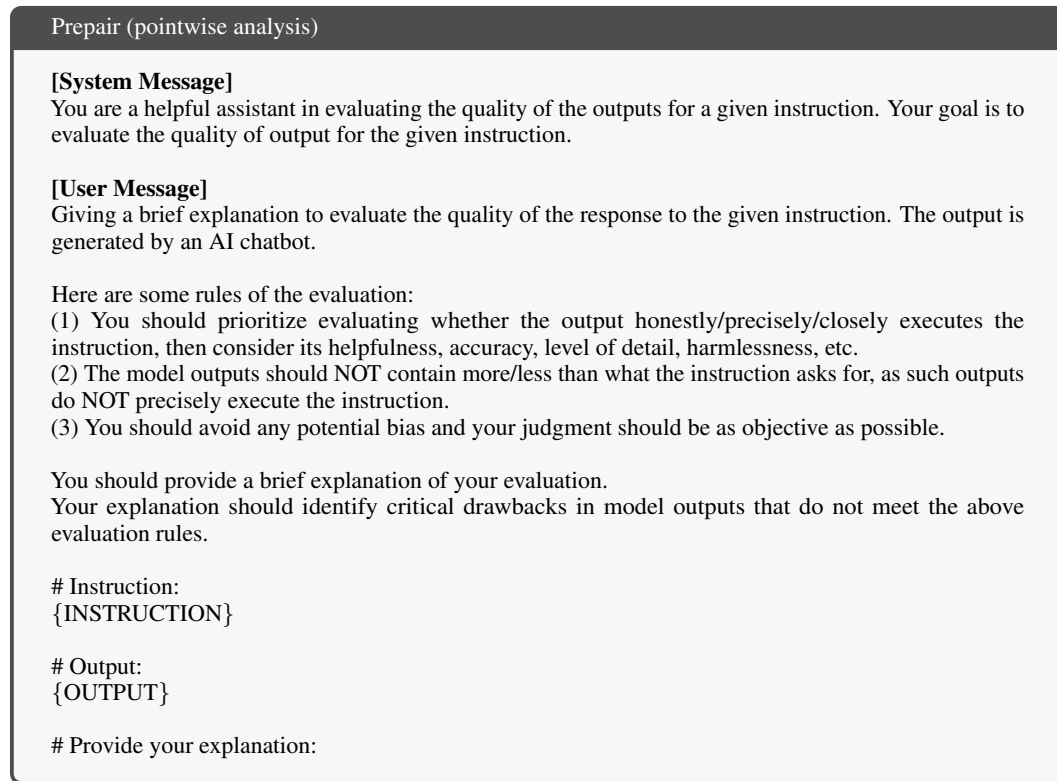 Prepair (pointwise analysis)
[System Message]
You are a helpful assistant in evaluating the quality of the outputs for a given instruction. Your goal is to
evaluate the quality of output for the given instruction.
[User Message]
Giving a brief explanation to evaluate the quality of the response to the given instruction. The output is
generated by an AI chatbot.
Here are some rules of the evaluation:
(1) You should prioritize evaluating whether the output honestly/precisely/closely executes the
instruction, then consider its helpfulness, accuracy, level of detail, harmlessness, etc.
(2) The model outputs should NOT contain more/less than what the instruction asks for, as such outputs
do NOT precisely execute the instruction.
(3) You should avoid any potential bias and your judgment should be as objective as possible.
You should provide a brief explanation of your evaluation.
Your explanation should identify critical drawbacks in model outputs that do not meet the above
evaluation rules.
# Instruction:
{INSTRUCTION}
# Output:
{OUTPUT}
# Provide your explanation: